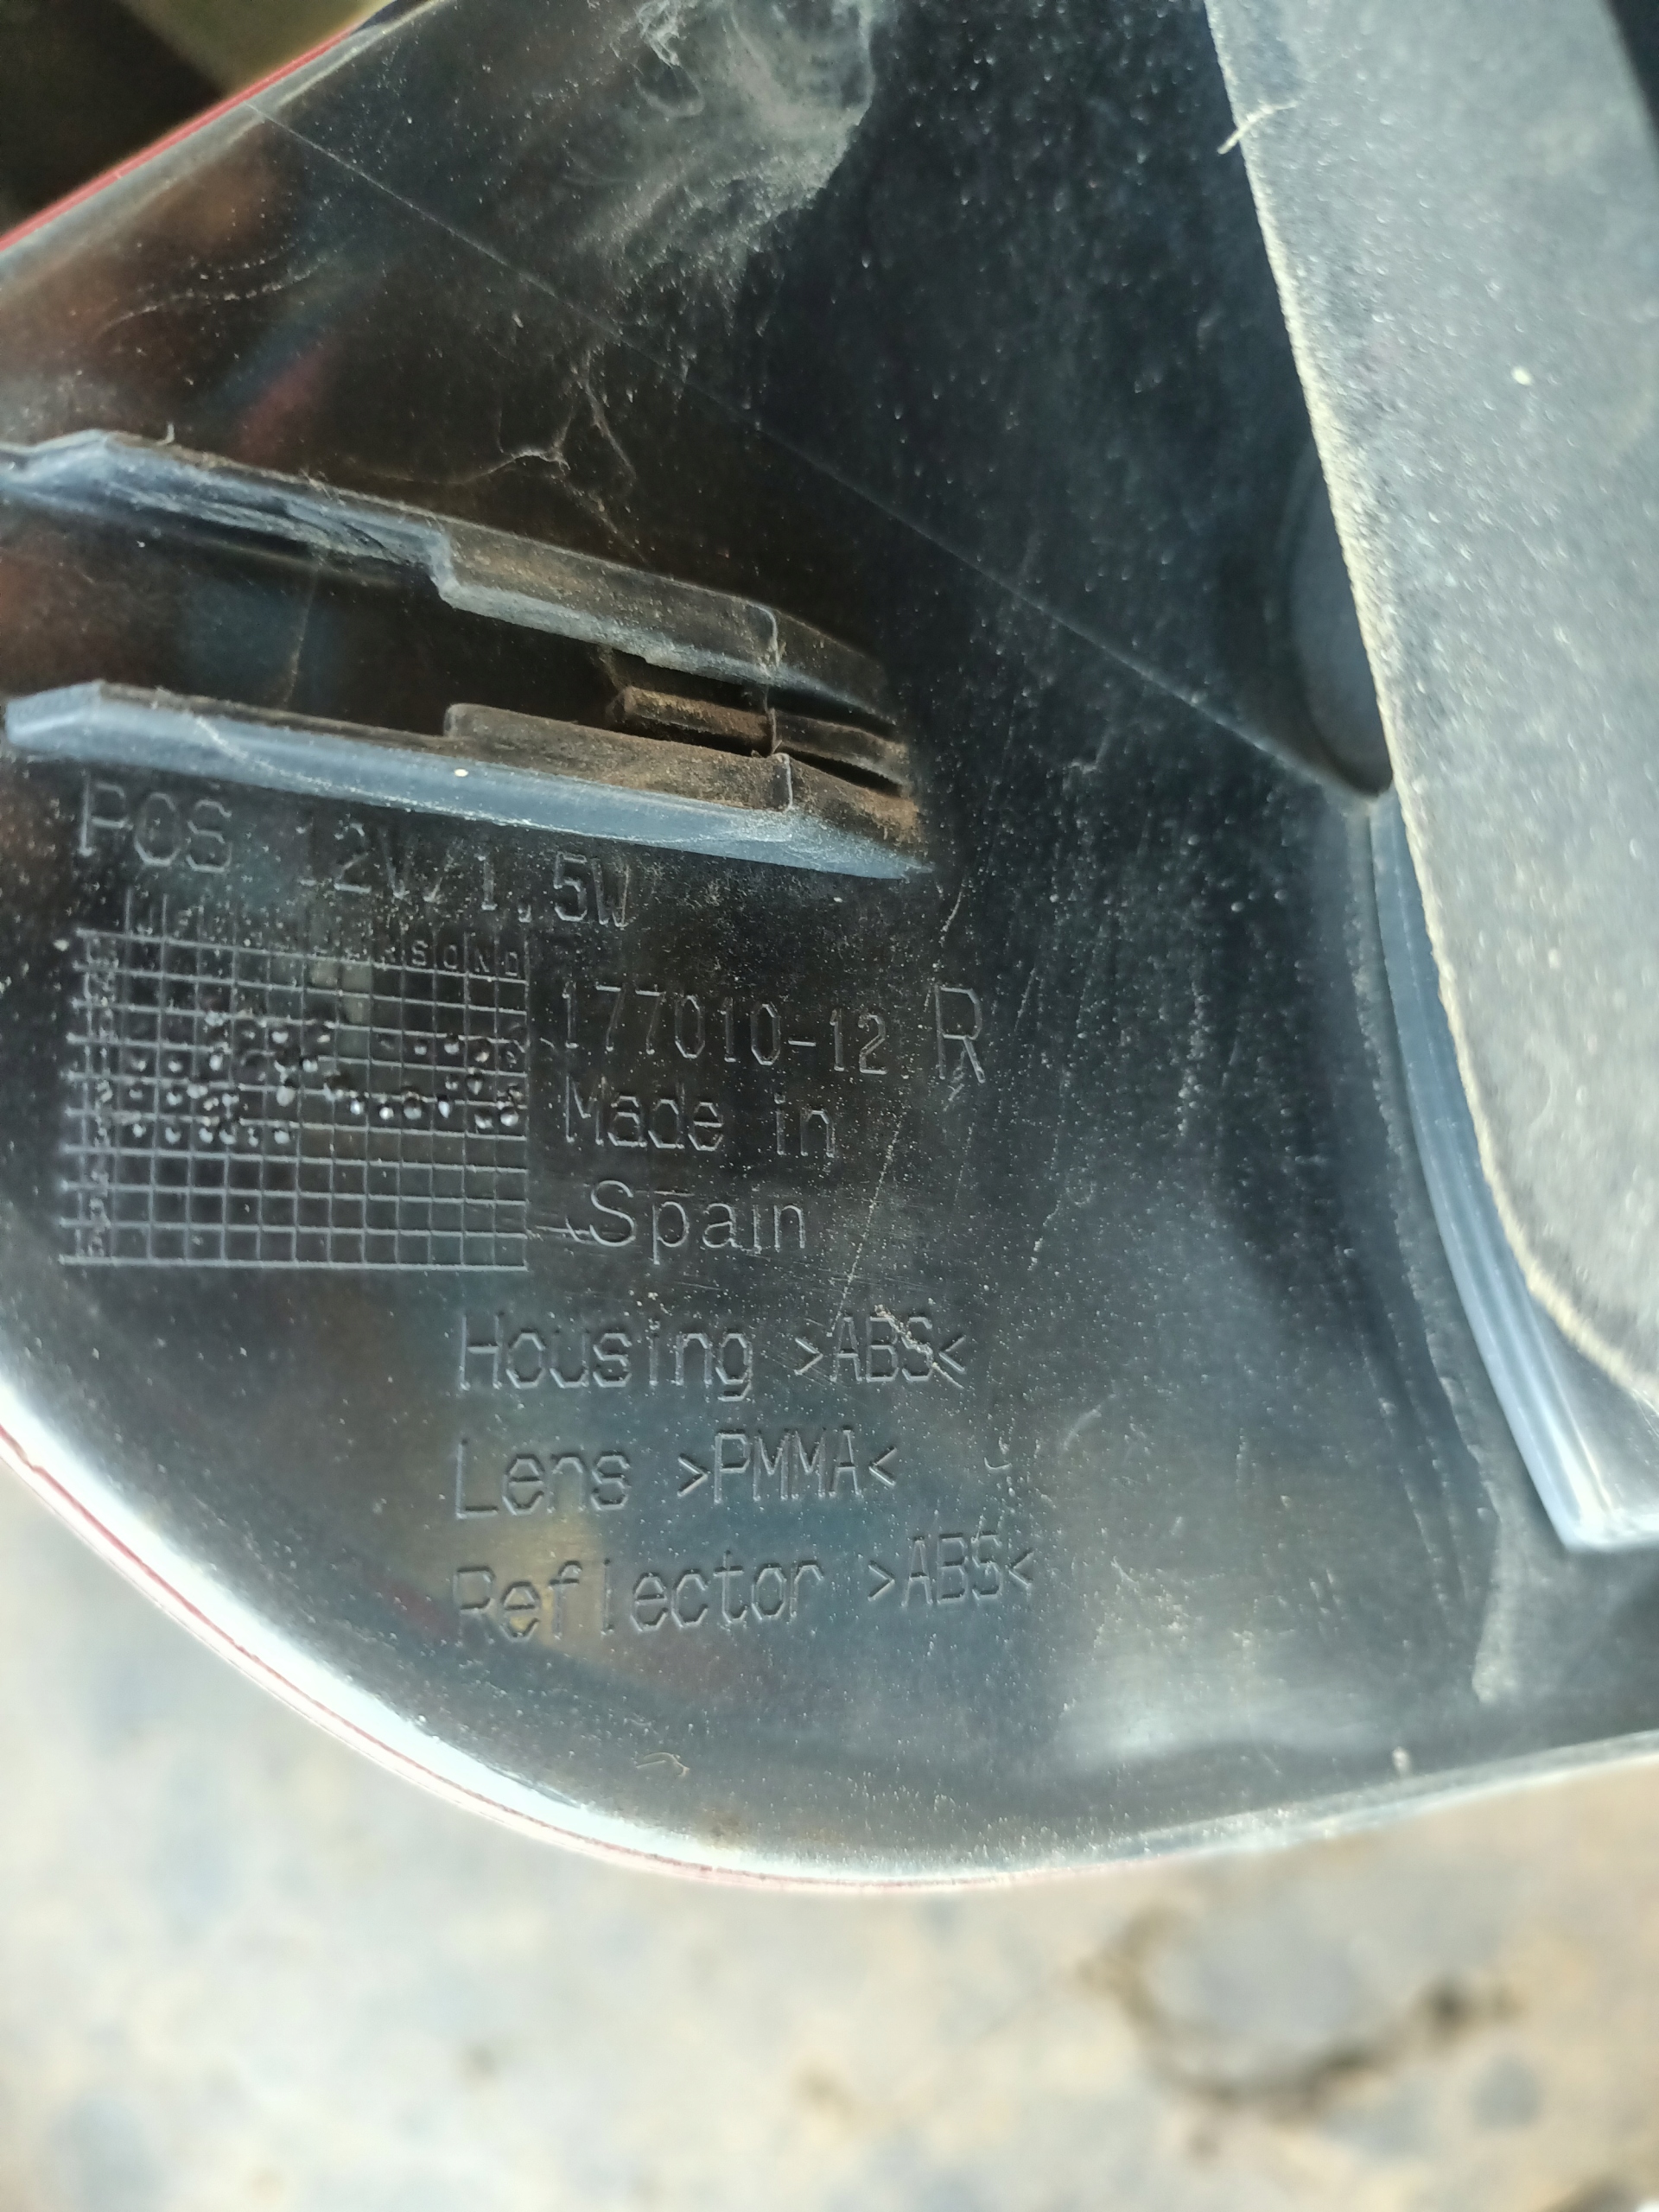 POS 12V/1.5W
177010-12 R
Made in
Spain
Housing >ABS<
Lens >PMMA<
Reflector >ABS<